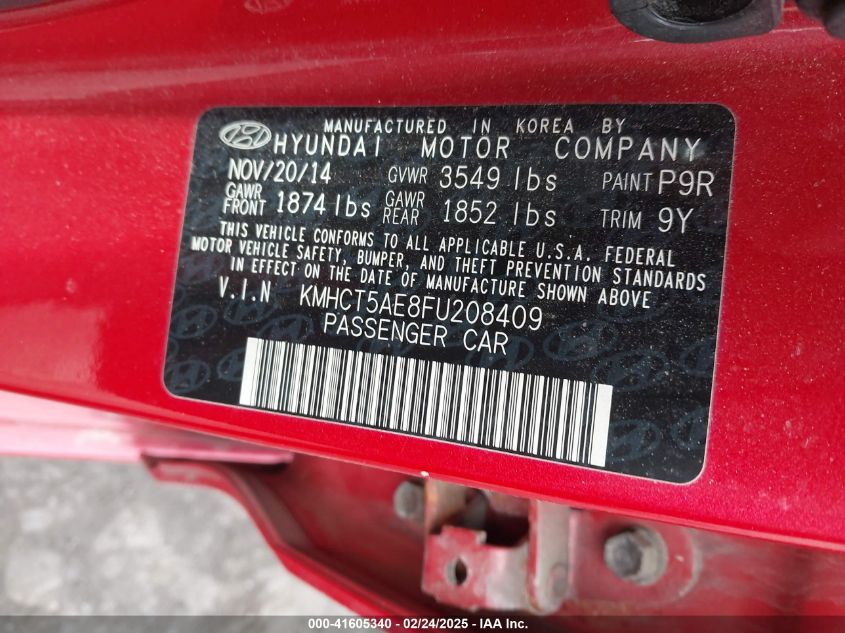 MANUFACTURED IN KOREA BY
HYUNDAI MOTOR COMPANY
NOV/20/14 GVWR 3549 lbs PAINT P9R
GAWR FRONT 1874 lbs GAWR REAR 1852 lbs TRIM 9Y
THIS VEHICLE CONFORMS TO ALL APPLICABLE U.S.A. FEDERAL
MOTOR VEHICLE SAFETY, BUMPER, AND THEFT PREVENTION STANDARDS
IN EFFECT ON THE DATE OF MANUFACTURE SHOWN ABOVE
V.I.N KMHCT5AE8FU208409
PASSENGER CAR
000-41605340 - 02/24/2025 - IAA Inc.